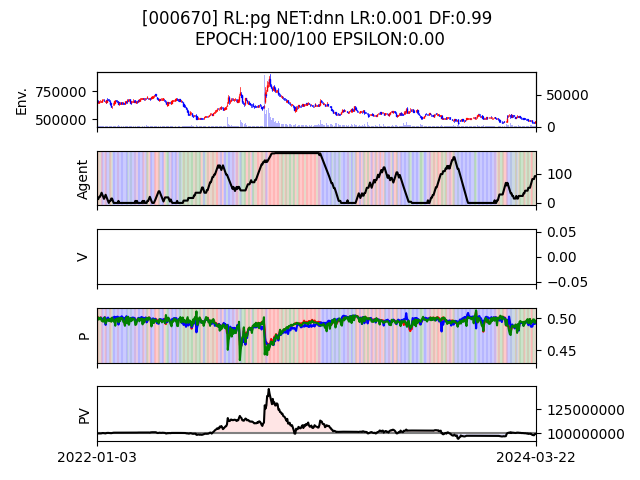 [000670] RL:pg NET:dnn LR:0.001 DF:0.99
EPOCH:100/100 EPSILON:0.00
Env.
750000
500000
50000
0
Agent
100
0
V
0.05
0.00
−0.05
P
0.50
0.45
PV
125000000
100000000
2022-01-03
2024-03-22